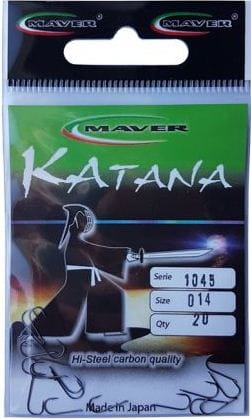 MAVER MAVER
MAVER
KATANA
Serie 1045
Size 014
Qty 20
Hi-Steel carbon quality
Made in Japan